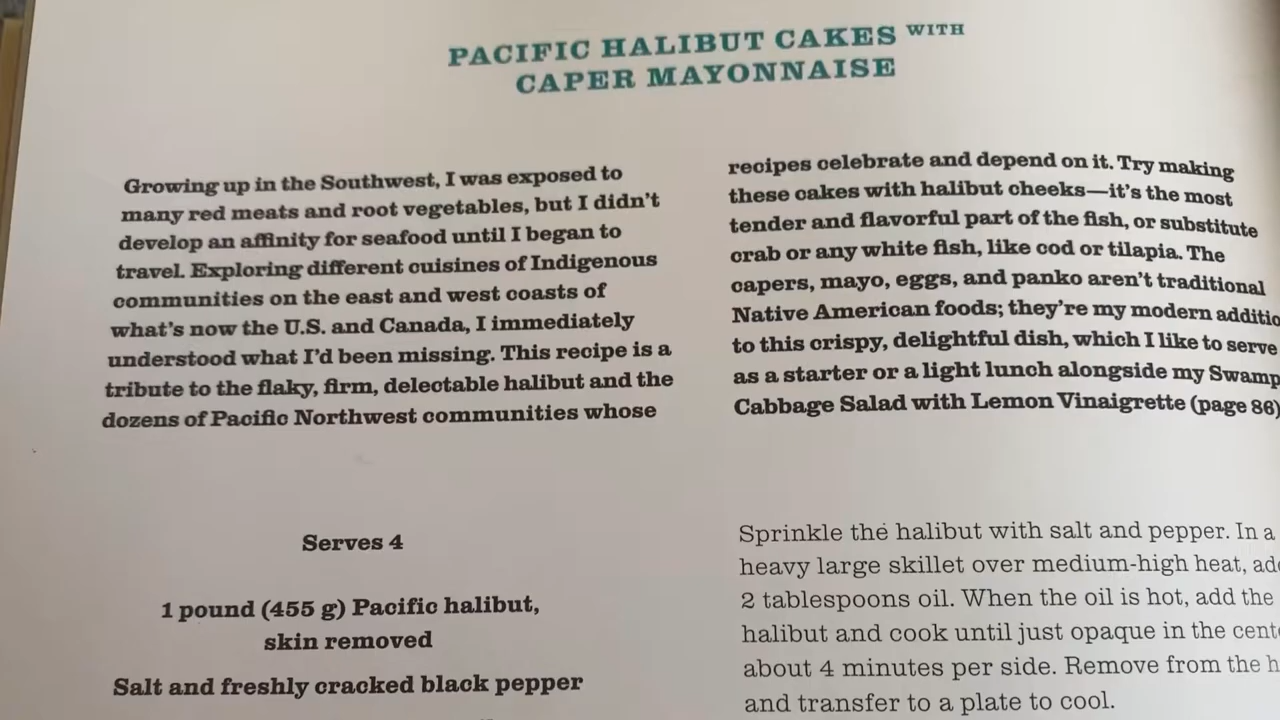 PACIFIC HALIBUT CAKES WITH
CAPER MAYONNAISE
Growing up in the Southwest, I was exposed to
many red meats and root vegetables, but I didn't
develop an affinity for seafood until I began to
travel. Exploring different cuisines of Indigenous
communities on the east and west coasts of
what's now the U.S. and Canada, I immediately
understood what I'd been missing. This recipe is a
tribute to the flaky, firm, delectable halibut and the
dozens of Pacific Northwest communities whose
recipes celebrate and depend on it. Try making
these cakes with halibut cheeks—it's the most
tender and flavorful part of the fish, or substitute
crab or any white fish, like cod or tilapia. The
capers, mayo, eggs, and panko aren't traditional
Native American foods; they're my modern
to this crispy, delightful dish, which I like to serve
as a starter or a light lunch alongside my Swamp
Cabbage Salad with Lemon Vinaigrette (page 86)
Serves 4
1 pound (455 g) Pacific halibut,
skin removed
Salt and freshly cracked black pepper
Sprinkle the halibut with salt and pepper. In a
heavy large skillet over medium-high heat,
2 tablespoons oil. When the oil is hot, add the
halibut and cook until just opaque in the
about 4 minutes per side. Remove from the
and transfer to a plate to cool.